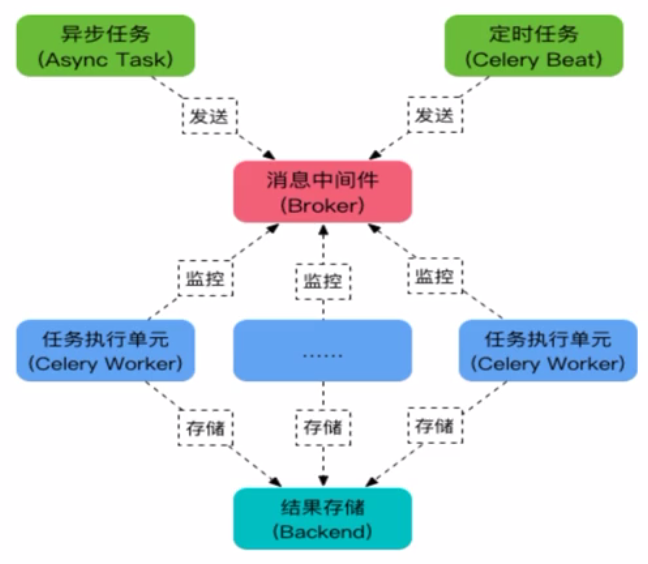 异步任务
(Async Task)
定时任务
(Celery Beat)
发送
发送
消息中间件
(Broker)
监控
监控
监控
任务执行单元
(Celery Worker)
……
任务执行单元
(Celery Worker)
存储
存储
存储
结果存储
(Backend)